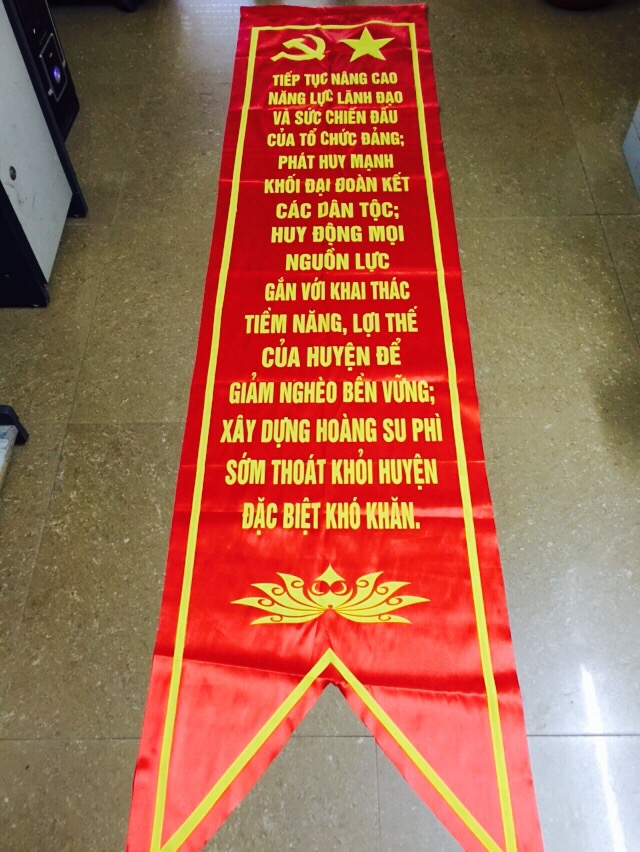 TIẾP TỤC NÂNG CAO
NĂNG LỰC LÃNH ĐẠO
VÀ SỨC CHIẾN ĐẤU
CỦA TỔ CHỨC ĐẢNG;
PHÁT HUY MẠNH
KHỐI ĐẠI ĐOÀN KẾT
CÁC DÂN TỘC;
HUY ĐỘNG MỌI
NGUỒN LỰC
GẮN VỚI KHAI THÁC
TIỀM NĂNG, LỢI THẾ
CỦA HUYỆN ĐỂ
GIẢM NGHÈO BỀN VỮNG;
XÂY DỰNG HOÀNG SU PHÌ
SỚM THOÁT KHỎI HUYỆN
ĐẶC BIỆT KHÓ KHĂN.